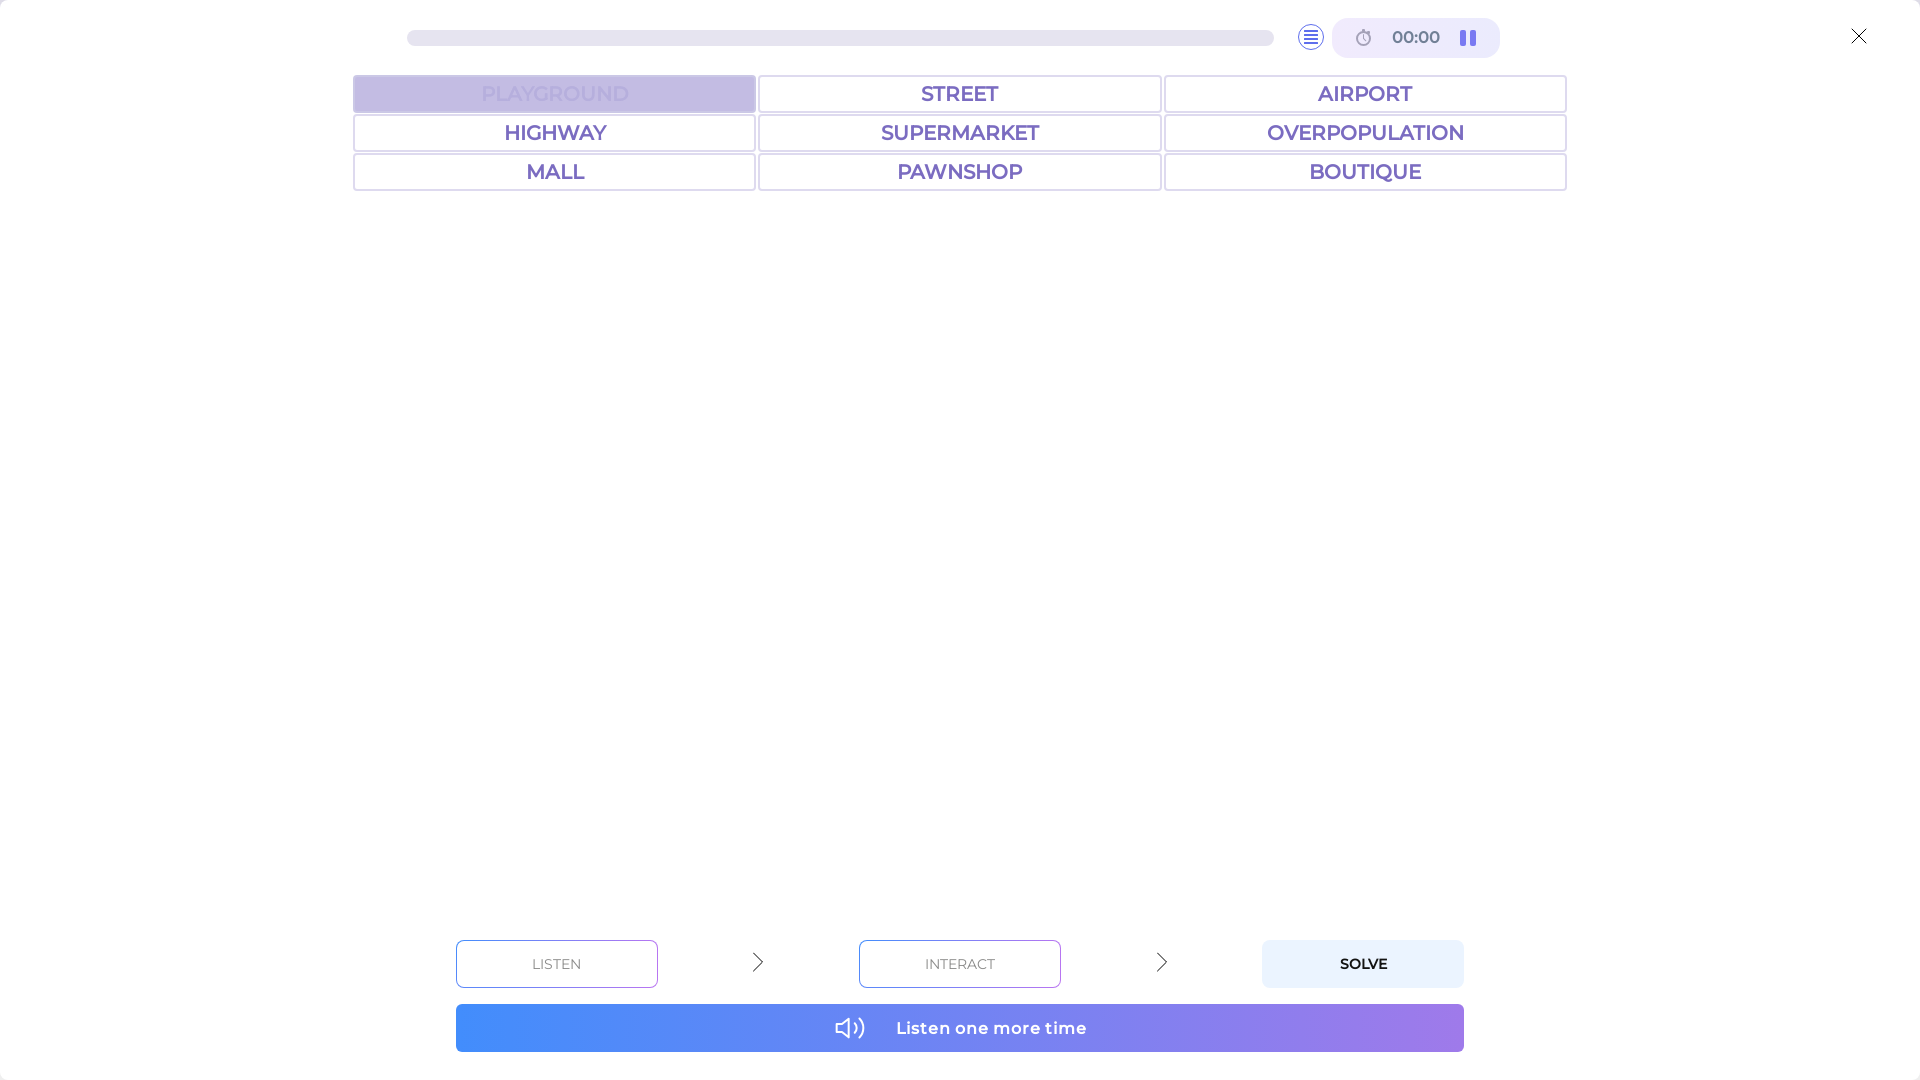 00:00
PLAYGROUND STREET AIRPORT
HIGHWAY SUPERMARKET OVERPOPULATION
MALL PAWNSHOP BOUTIQUE
LISTEN INTERACT SOLVE
Listen one more time